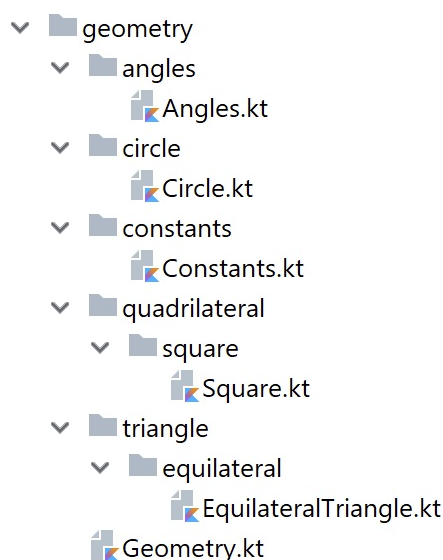 geometry
angles
Angles.kt
circle
Circle.kt
constants
Constants.kt
quadrilateral
square
Square.kt
triangle
equilateral
EquilateralTriangle.kt
Geometry.kt